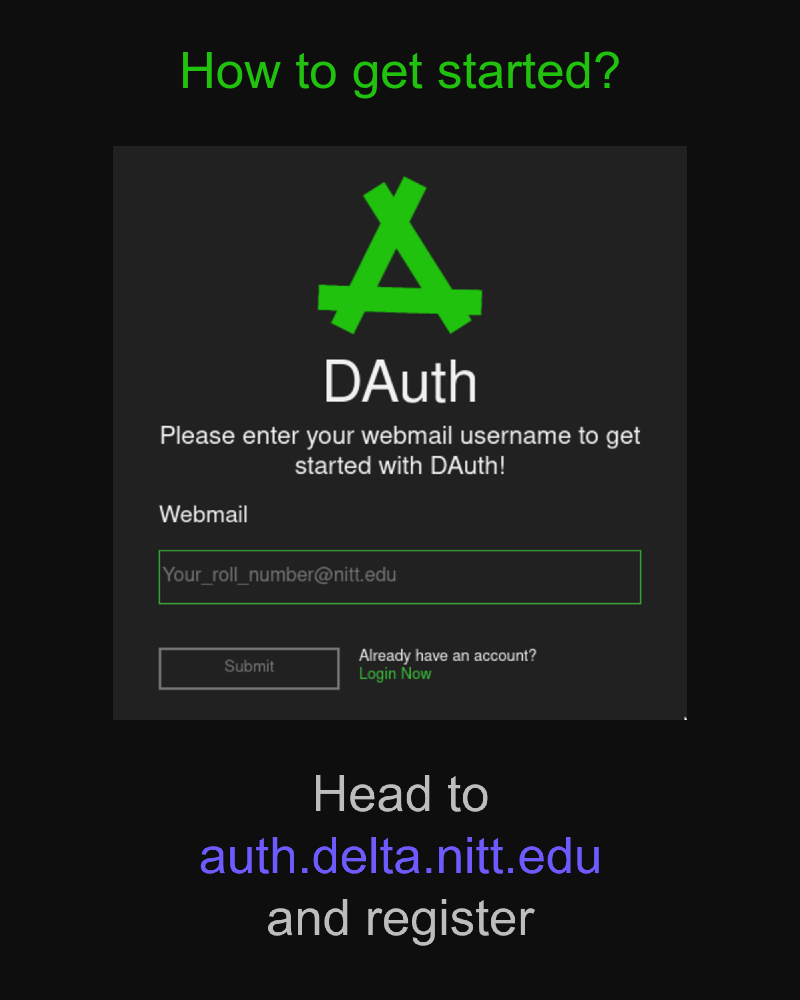 How to get started?
DAuth
Please enter your webmail username to get
started with DAuth!
Webmail
Your_roll_number@nitt.edu
Submit
Already have an account?
Login Now
Head to
auth.delta.nitt.edu
and register